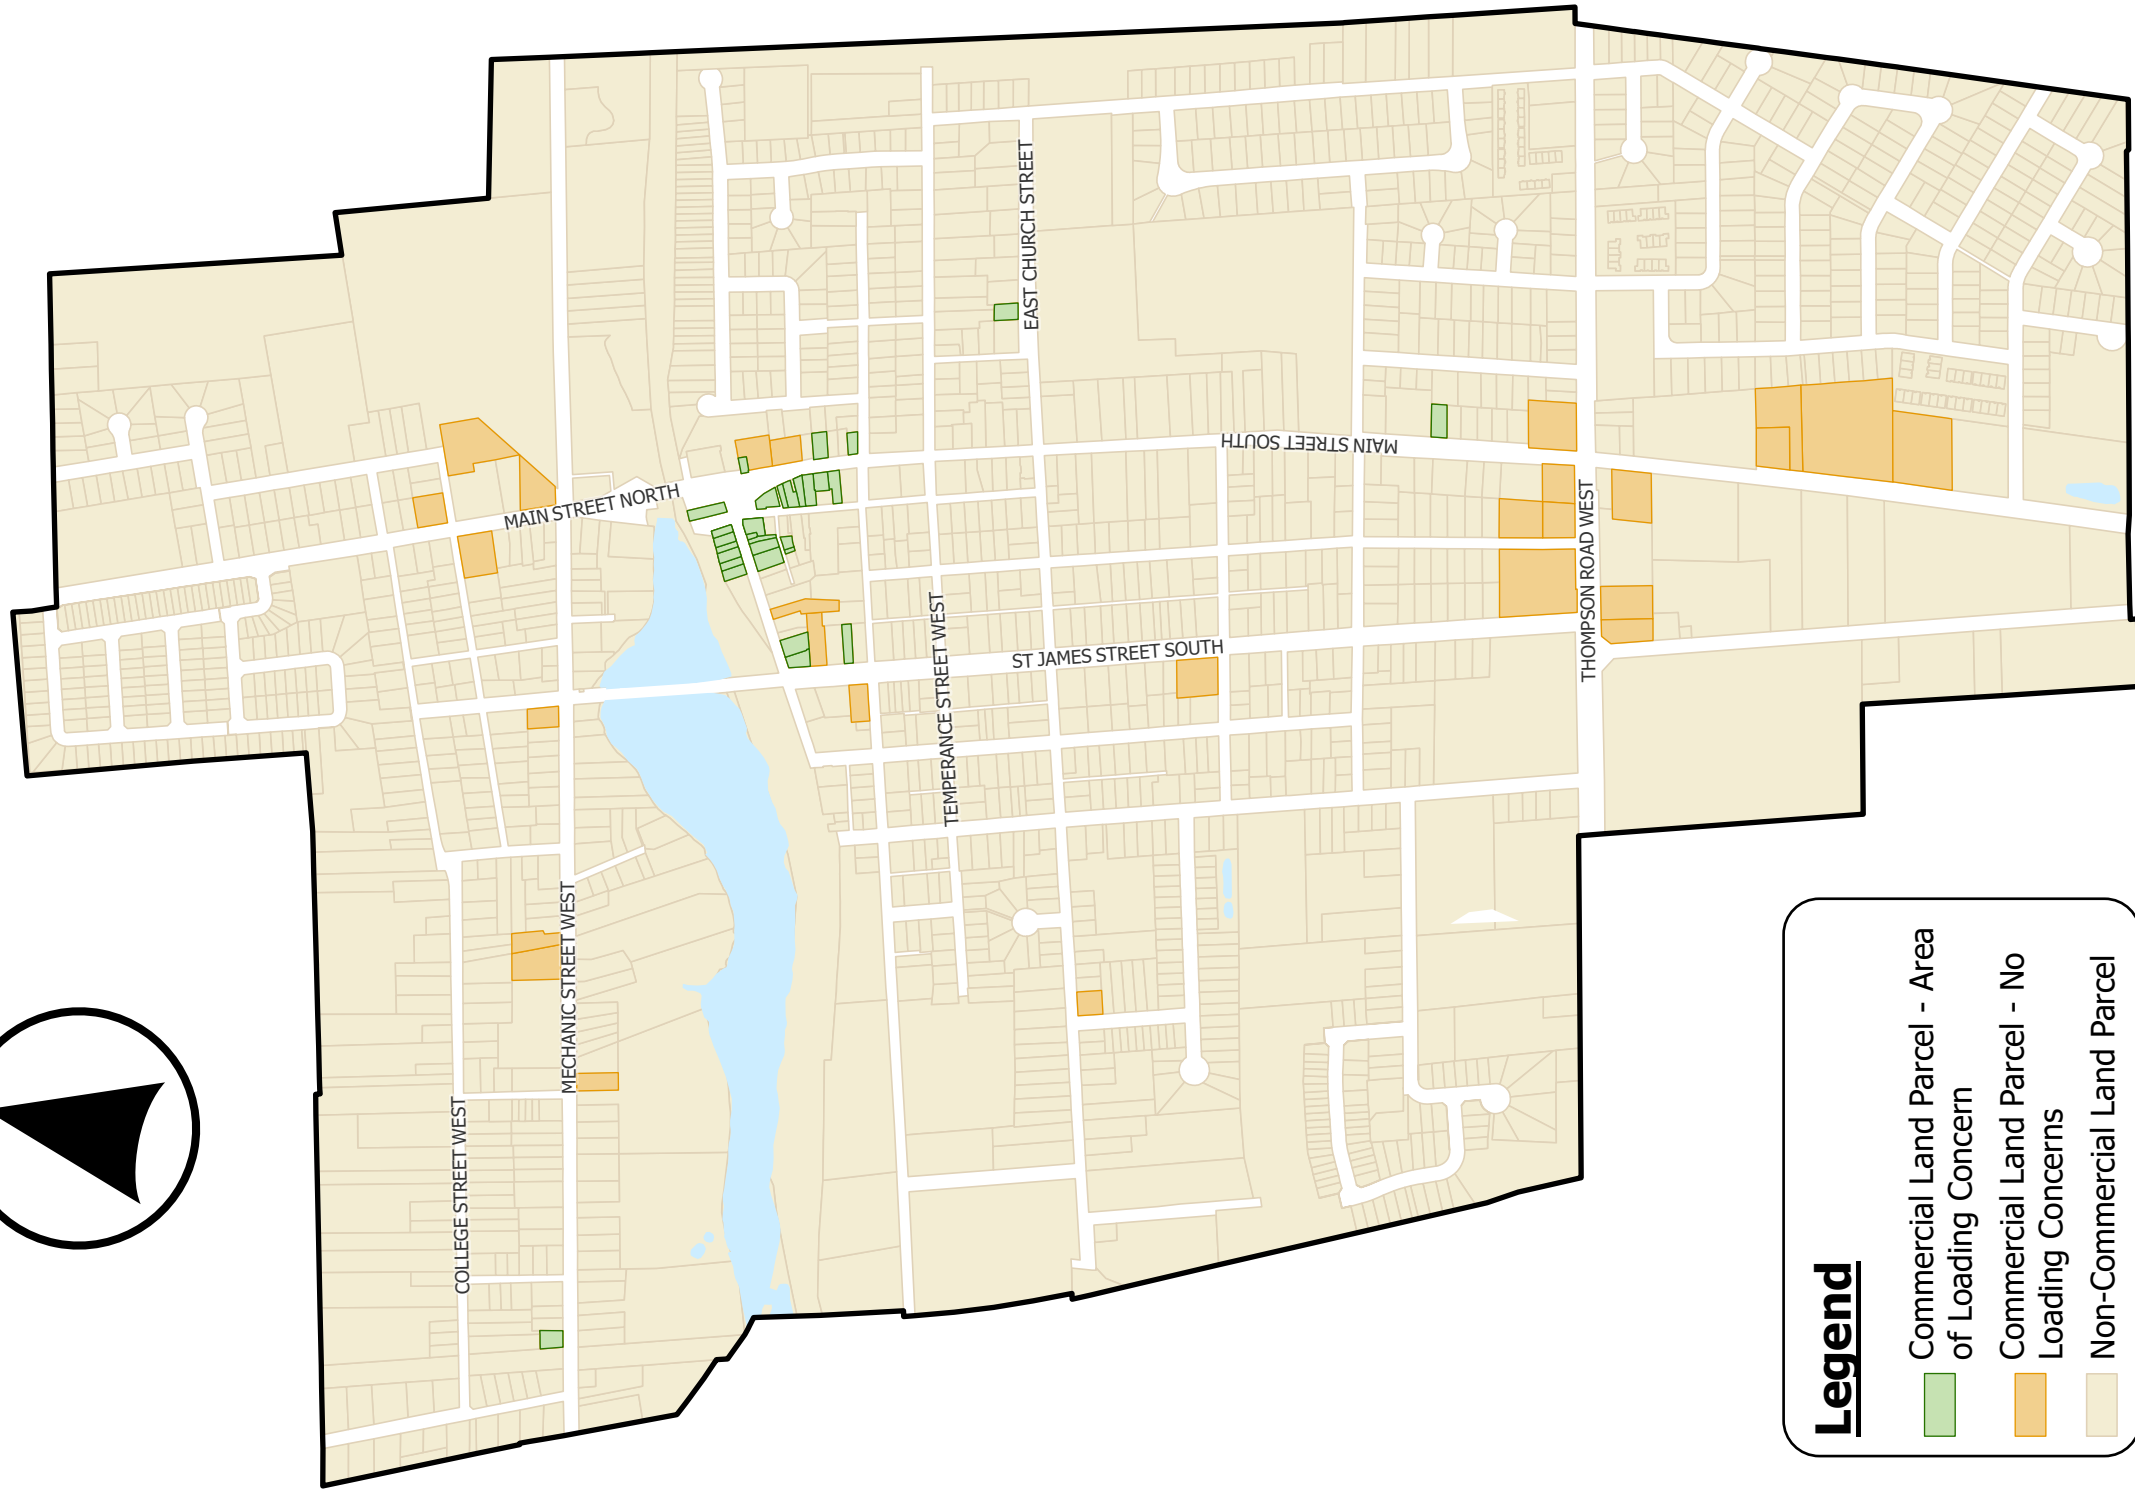 EAST CHURCH STREET
MAIN STREET SOUTH
MAIN STREET NORTH
THOMPSON ROAD WEST
TEMPERANCE STREET WEST
ST JAMES STREET SOUTH
MECHANIC STREET WEST
COLLEGE STREET WEST
Legend
Commercial Land Parcel - Area
of Loading Concern
Commercial Land Parcel - No
Loading Concerns
Non-Commercial Land Parcel